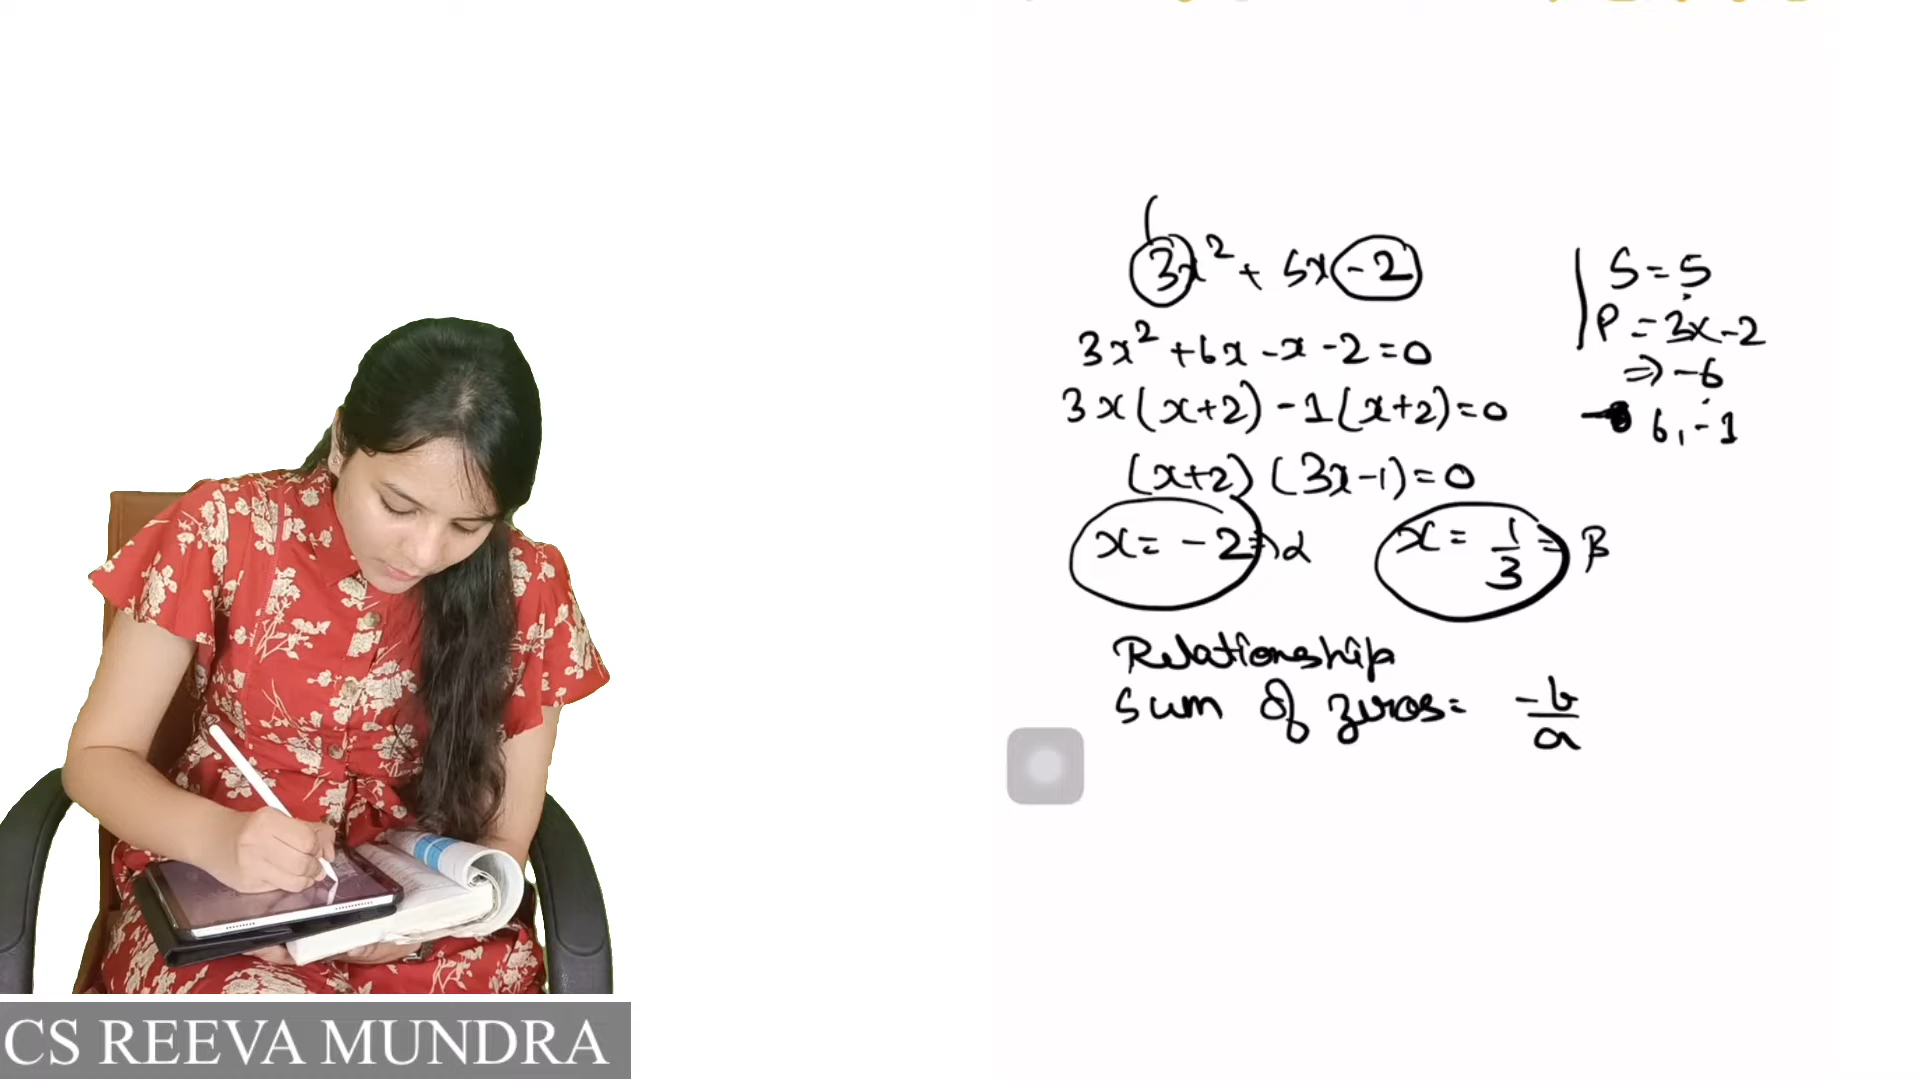 3x² + 5x - 2
3x² + 6x - x - 2 = 0
3x(x+2) - 1(x+2) = 0
(x+2) (3x-1) = 0
x = -2 ⇒ α x = 1/3 = β
Relationship
Sum of zeros = -b/a
S = 5
P = 3x-2
⇒ -6
6, -1
CS REEVA MUNDRA